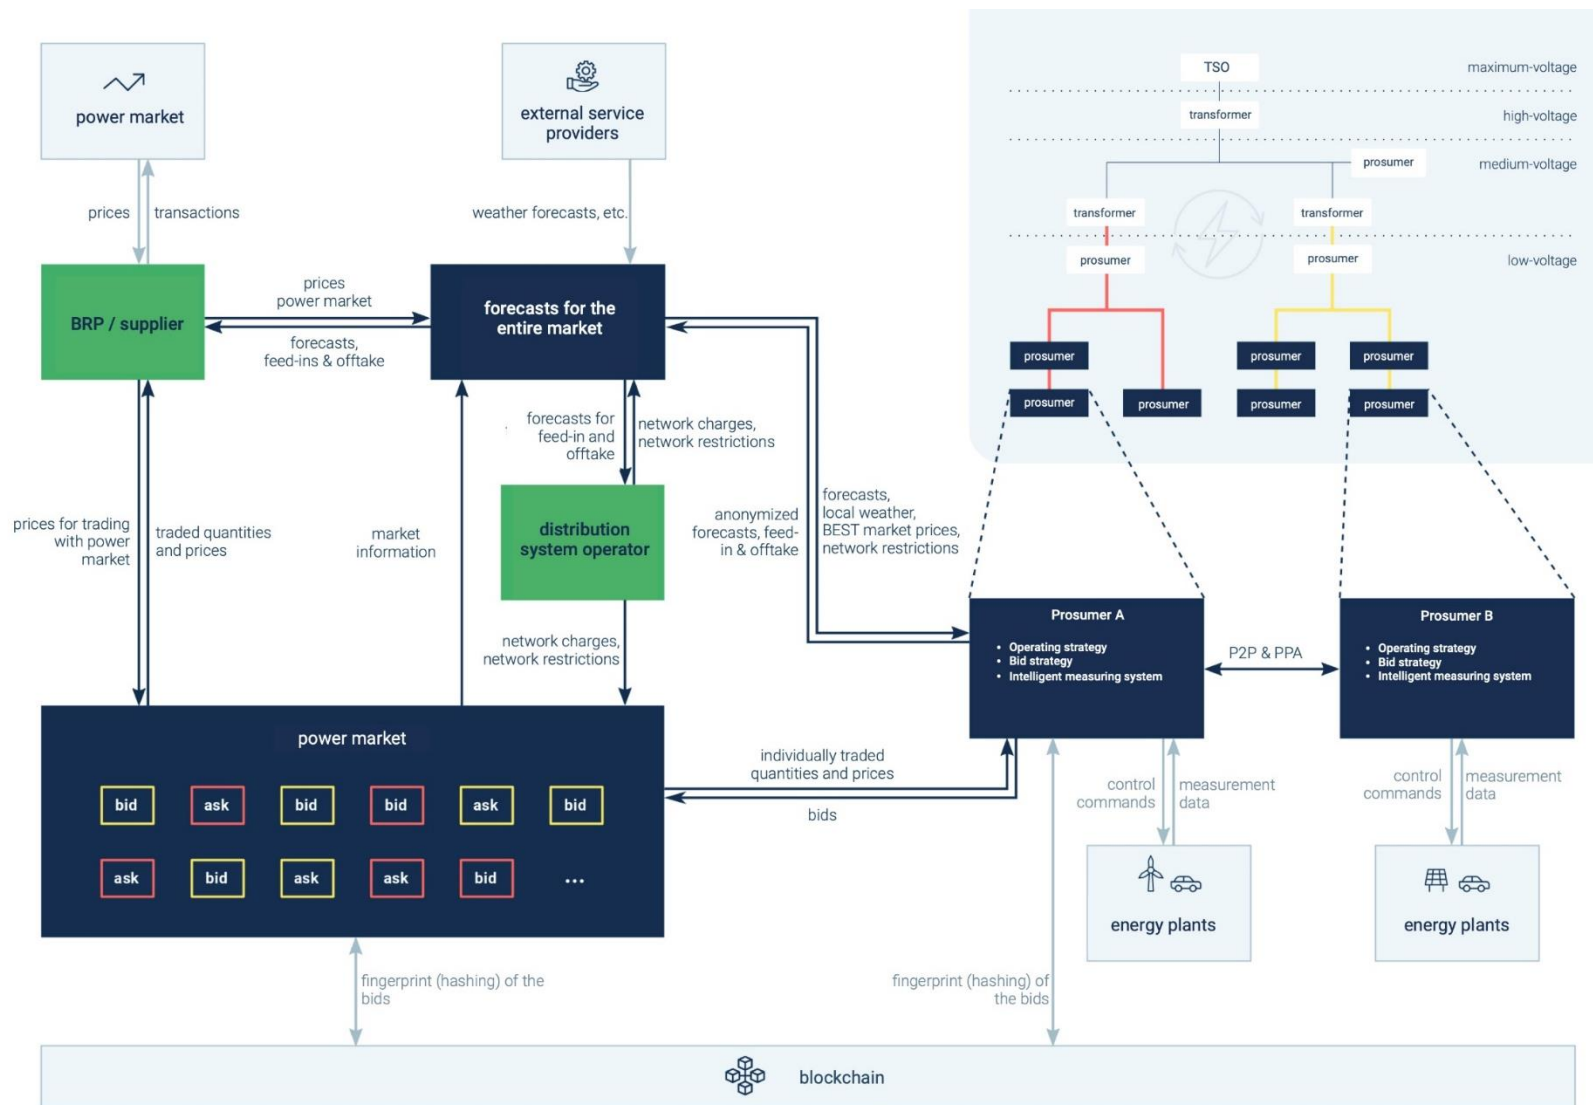 power market
external service
providers
prices
transactions
weather forecasts, etc.
BRP / supplier
prices
power market
forecasts,
feed-ins & offtake
forecasts for the
entire market
forecasts for
feed-in and
offtake
network charges,
network restrictions
distribution
system operator
prices for trading
with power
market
traded quantities
and prices
market
information
anonymized
forecasts, feed-
in & offtake
forecasts,
local weather,
BEST market prices,
network restrictions
network charges,
network restrictions
power market
bid
ask
bid
bid
ask
bid
ask
bid
ask
ask
bid
...
individually traded
quantities and prices
bids
fingerprint (hashing) of the
bids
fingerprint (hashing) of
the bids
blockchain
TSO
maximum-voltage
transformer
high-voltage
prosumer
medium-voltage
transformer
transformer
prosumer
prosumer
low-voltage
prosumer
prosumer
prosumer
prosumer
prosumer
prosumer
prosumer
Prosumer A
• Operating strategy
• Bid strategy
• Intelligent measuring system
P2P & PPA
Prosumer B
• Operating strategy
• Bid strategy
• Intelligent measuring system
control
commands
measurement
data
control
commands
measurement
data
energy plants
energy plants